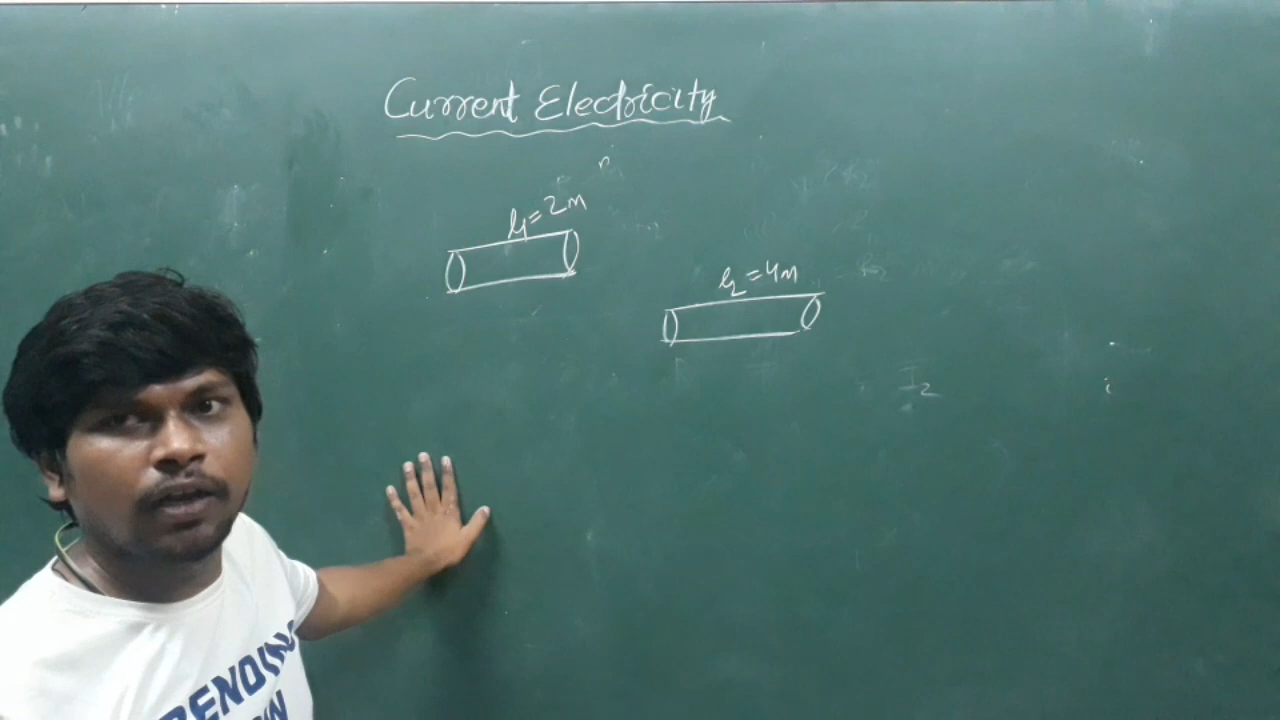 Current Electricity
l₁ = 2m
l₂ = 4m
I₂
i